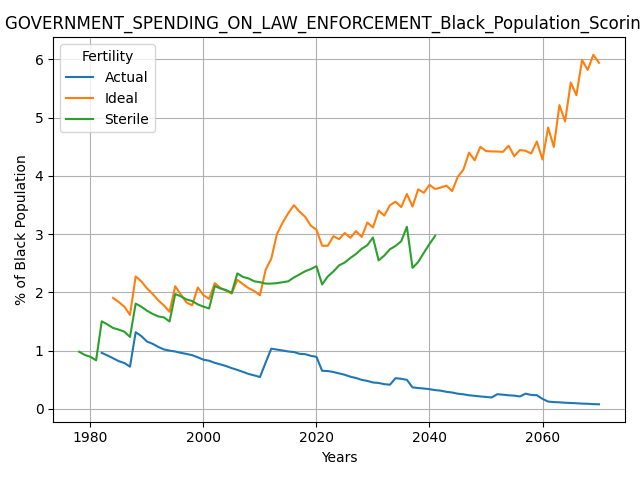 GOVERNMENT_SPENDING_ON_LAW_ENFORCEMENT_Black_Population_Scorin
Fertility
Actual
Ideal
Sterile
% of Black Population
6
5
4
3
2
1
0
1980 2000 2020 2040 2060
Years